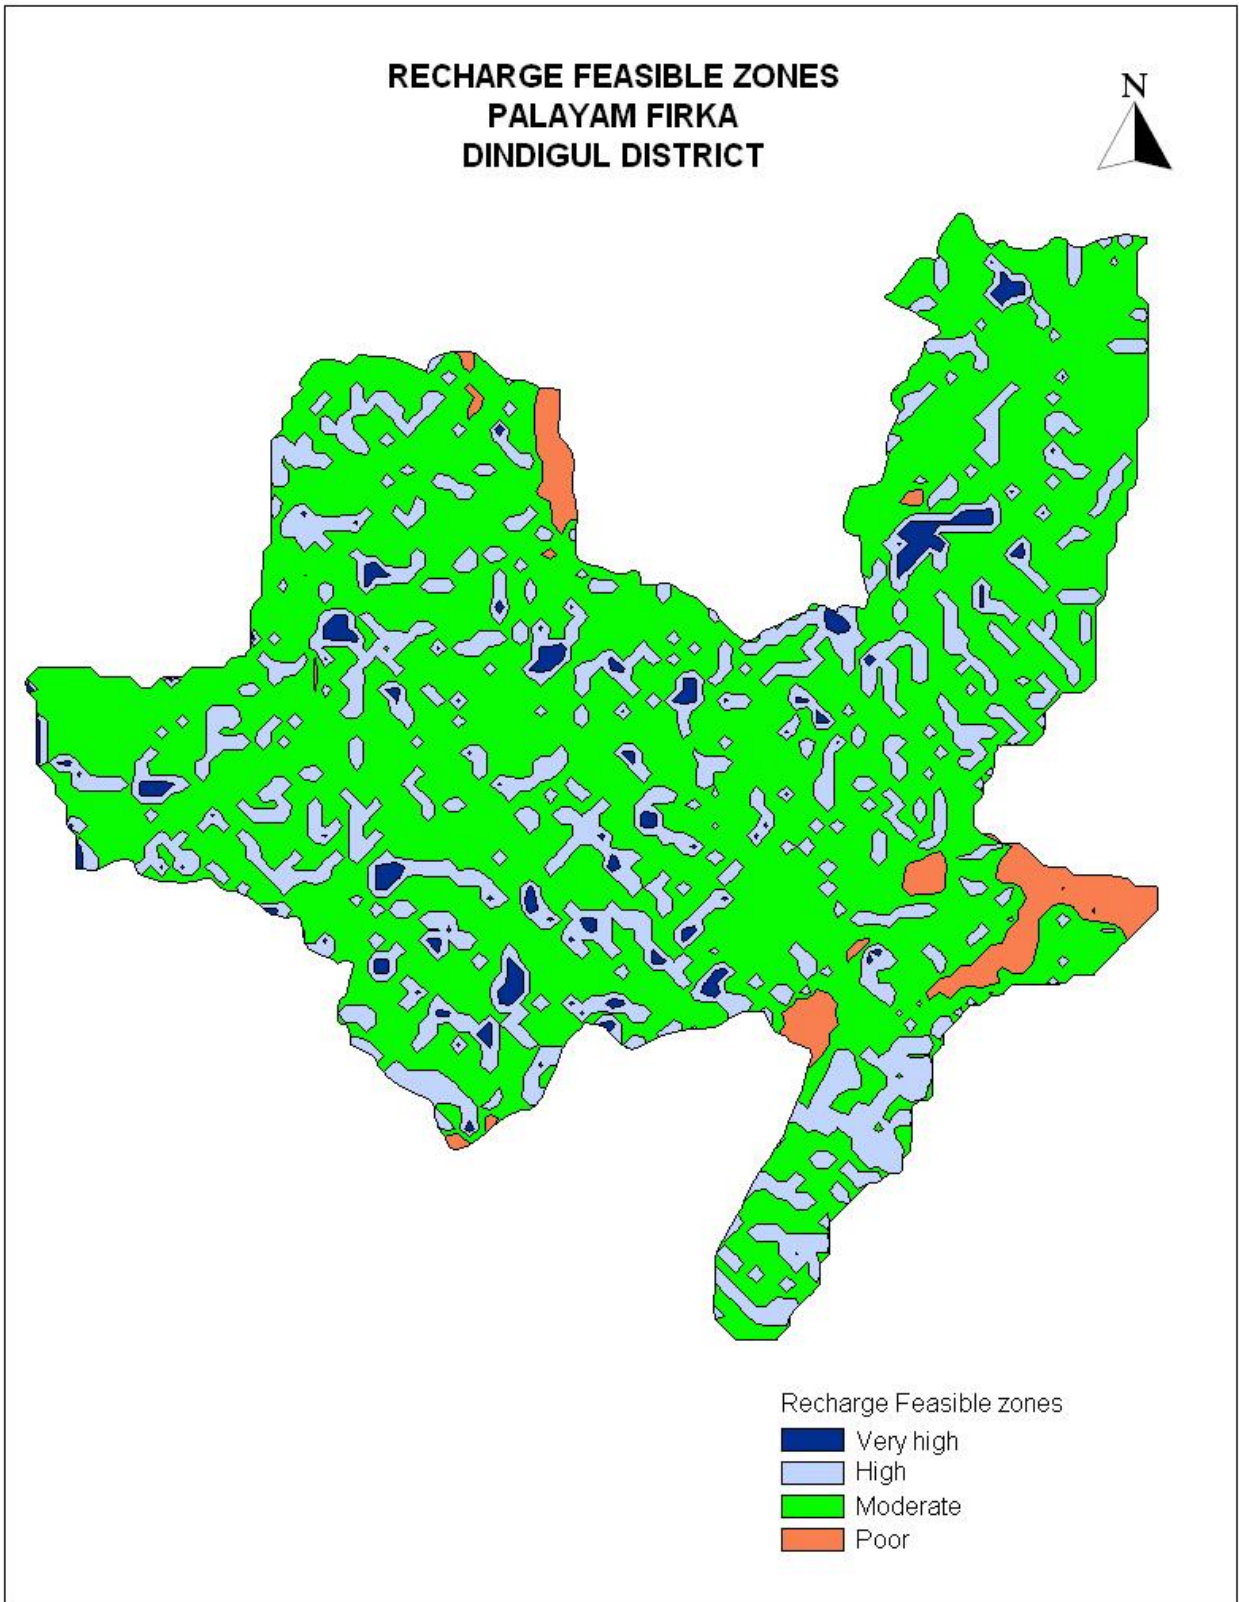 RECHARGE FEASIBLE ZONES
PALAYAM FIRKA
DINDIGUL DISTRICT
N
Recharge Feasible zones
Very high
High
Moderate
Poor